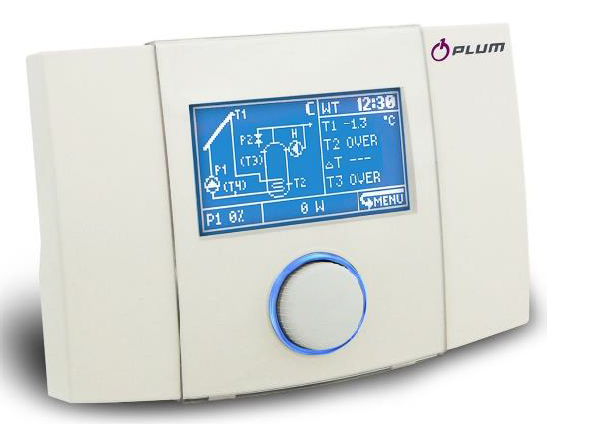 PLUM
T1
C
WT 12:30
T1 -13 °C
P2
H
T2 OVER
(T3)
ΔT ---
P1
(T4)
T2
T3 OVER
P1 0%
0 W
MENU